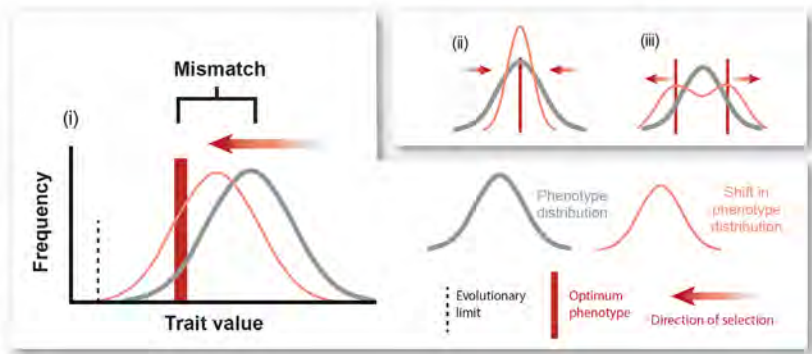 Mismatch
(i)
Frequency
Trait value
(ii)
(iii)
Phenotype
distribution
Shift in
phenotype
distribution
Evolutionary
limit
Optimum
phenotype
Direction of selection